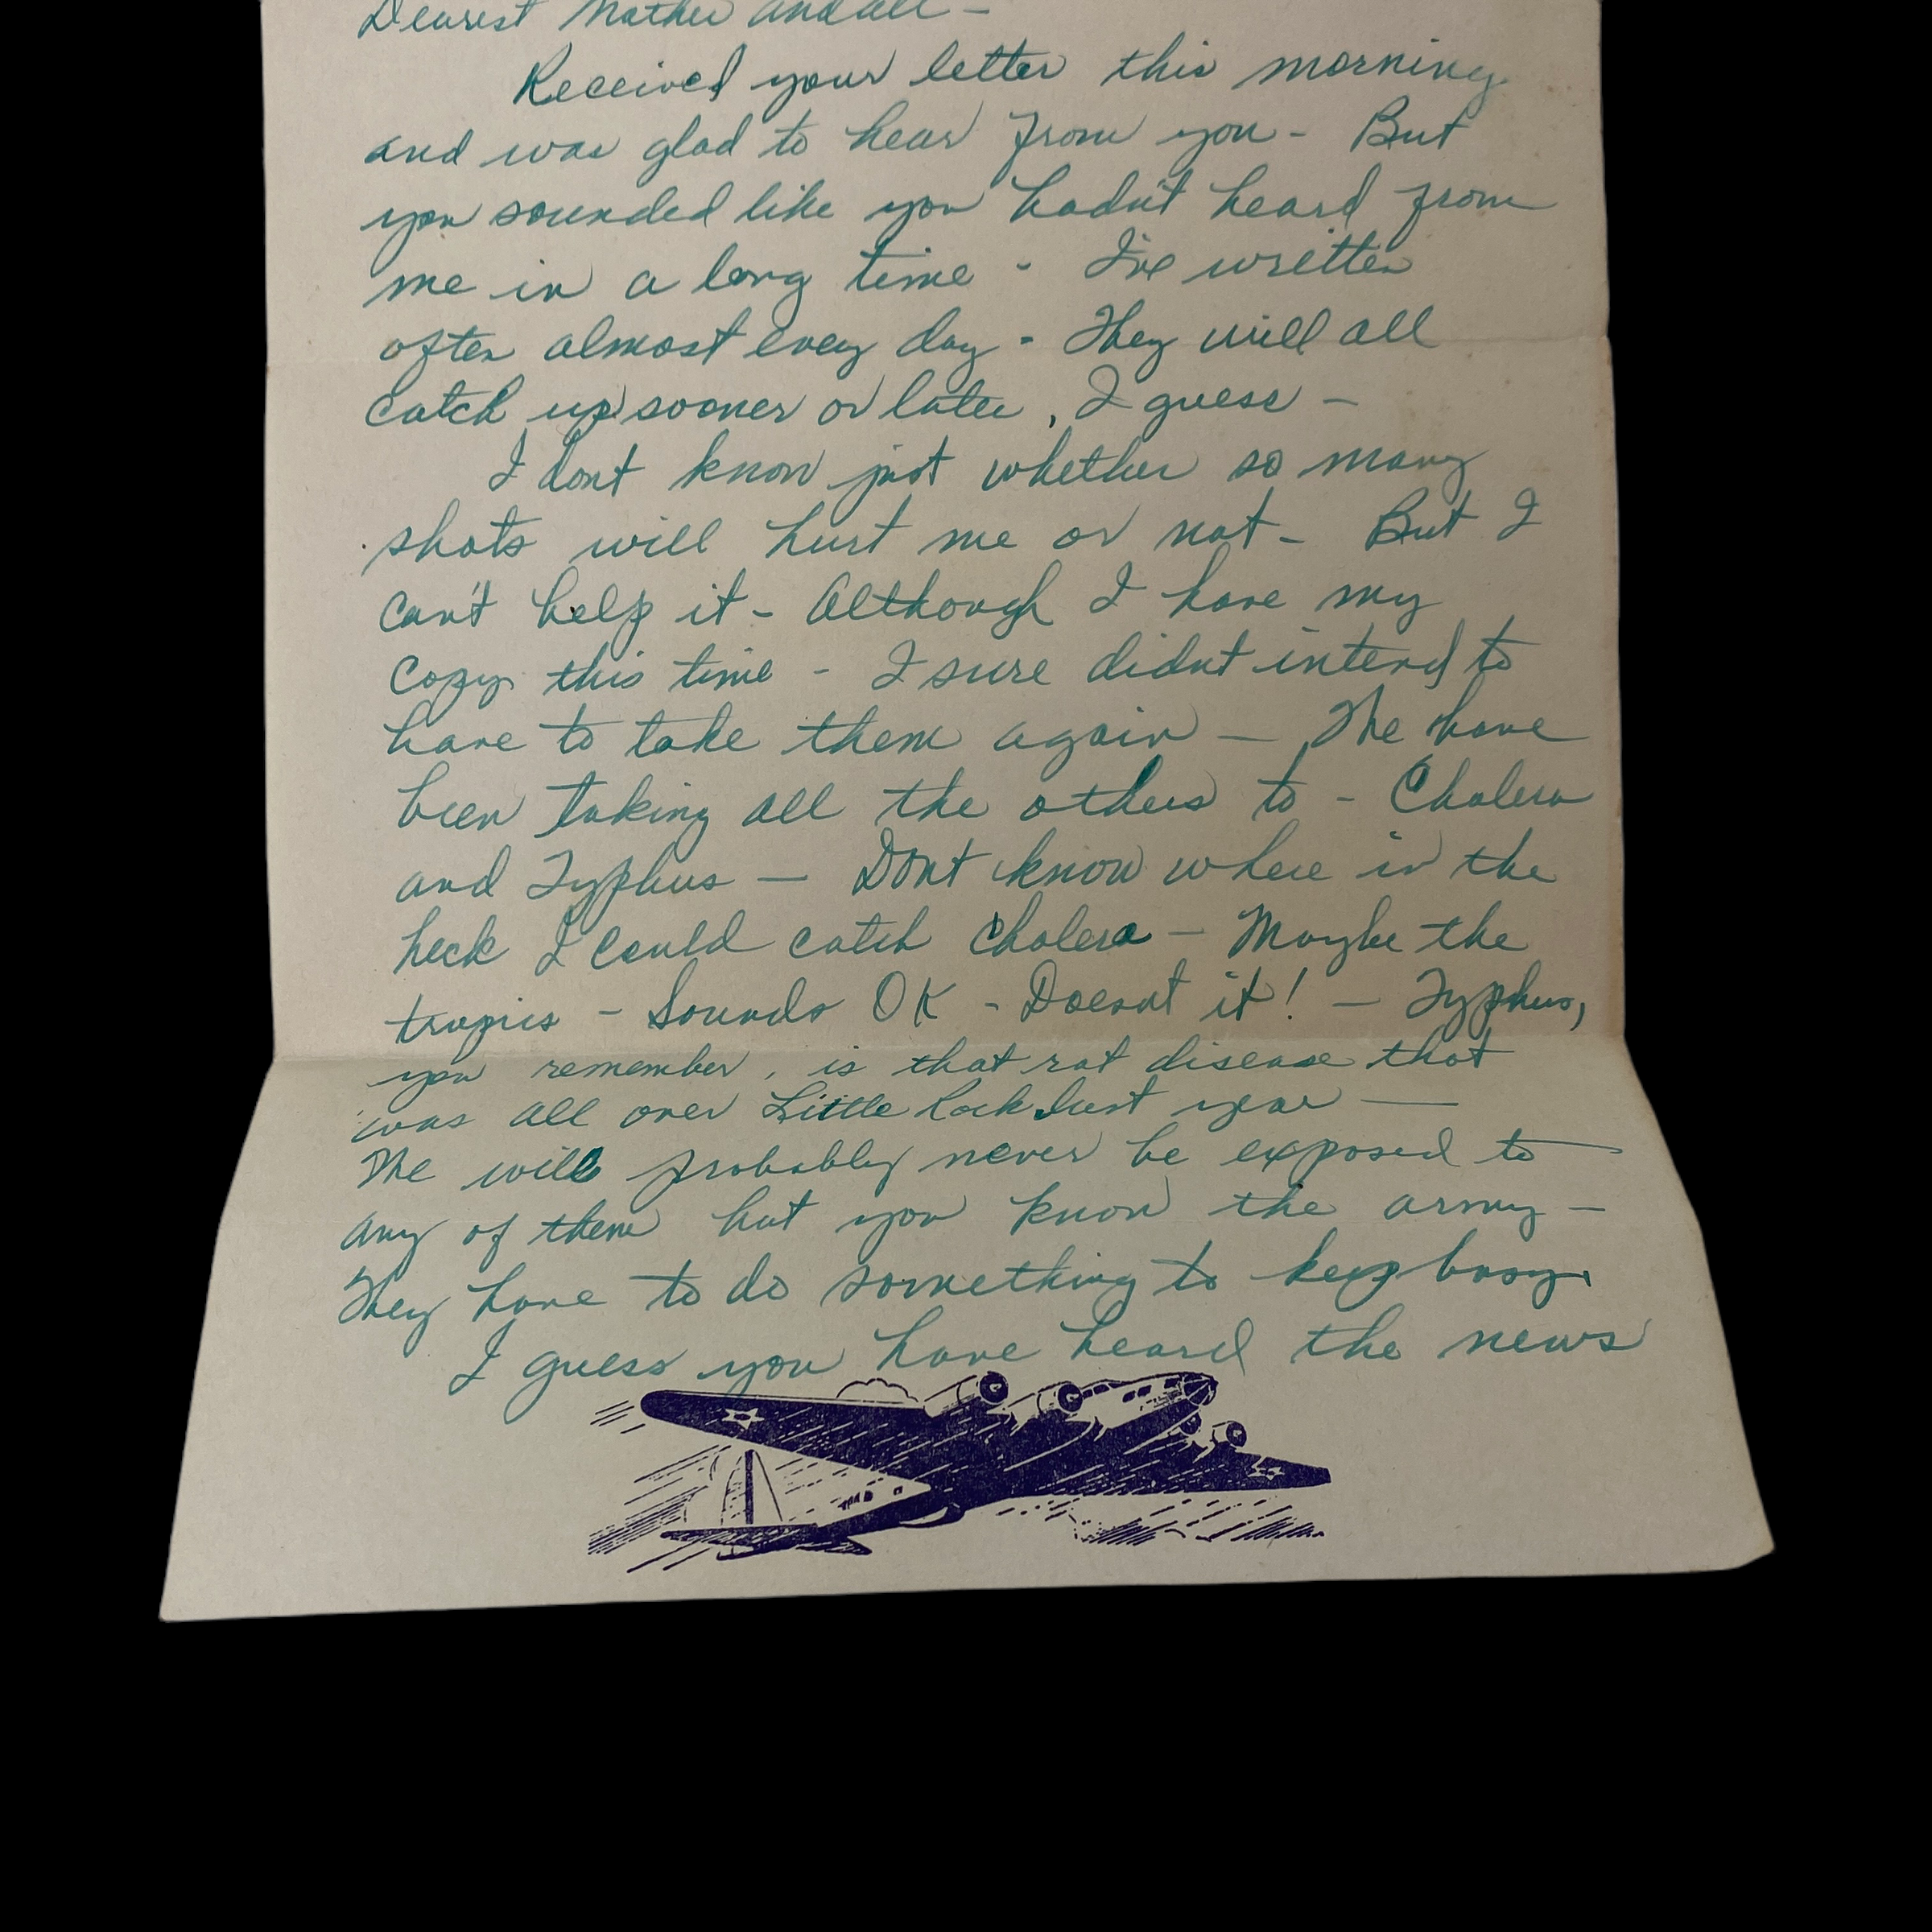 Dearest Mother and all -
Received your letter this morning
and was glad to hear from you - But
you sounded like you hadn't heard from
me in a long time - I've written
often almost every day - They will all
catch up sooner or later, I guess -
I dont know just whether so many
shots will hurt me or not - But I
can't help it - Although I have my
copy this time - I sure didnt intend to
have to take them again - We have
been taking all the others to - Cholera
and Typhus - Dont know where in the
heck I could catch cholera - Maybe the
tropics - Sounds OK - Doesnt it! - Typhus,
you remember, is that rat disease that
was all over Little Rock last year -
We will probably never be exposed to
any of them but you know the army -
They have to do something to keep busy.
I guess you have heard the news